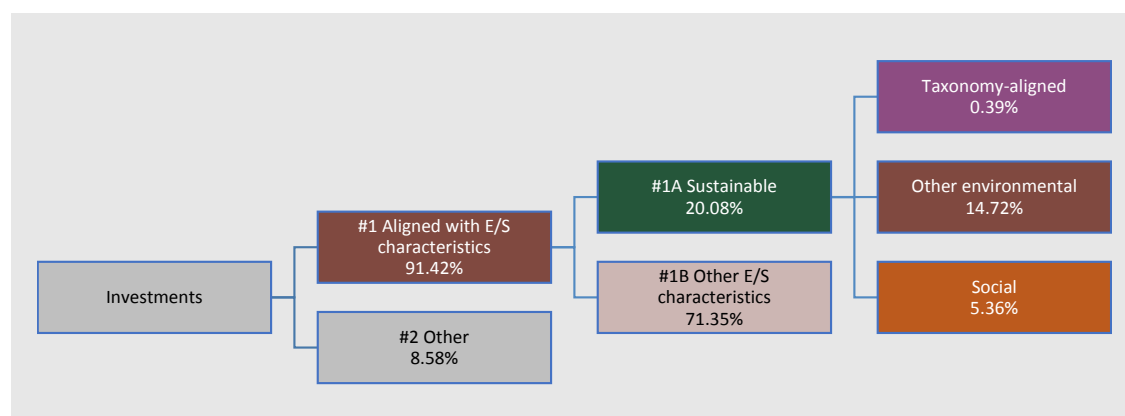 Investments
#1 Aligned with E/S
characteristics
91.42%
#2 Other
8.58%
#1A Sustainable
20.08%
#1B Other E/S
characteristics
71.35%
Taxonomy-aligned
0.39%
Other environmental
14.72%
Social
5.36%